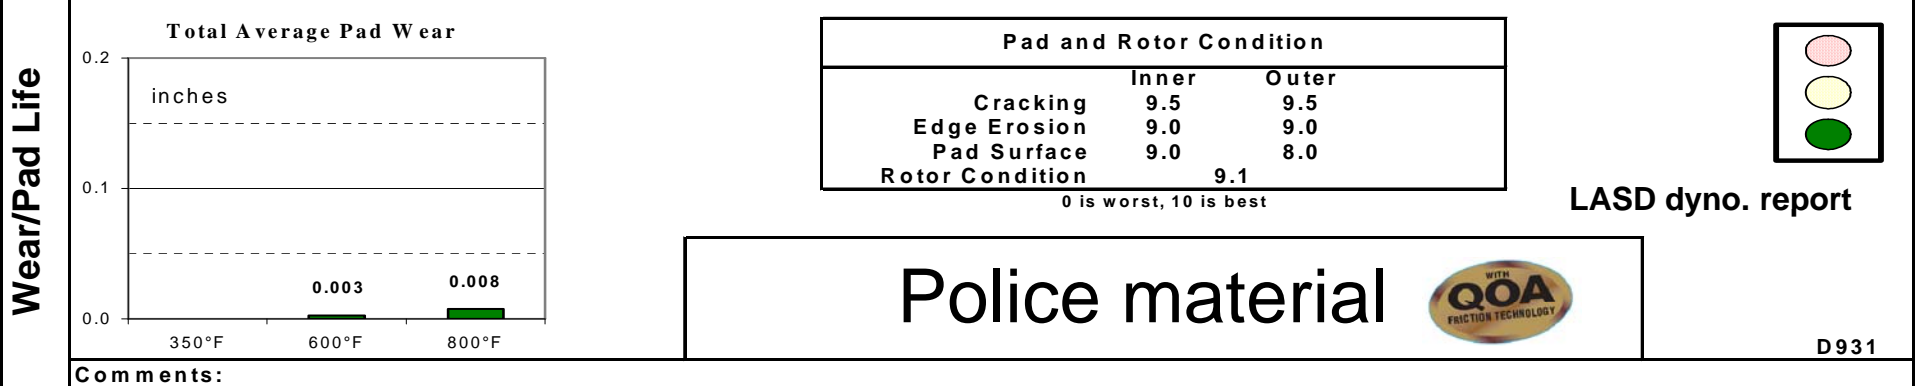 Wear/Pad Life
Total Average Pad Wear
0.2
inches
0.1
0.003
0.008
0.0
350°F 600°F 800°F
Pad and Rotor Condition
Inner Outer
Cracking 9.5 9.5
Edge Erosion 9.0 9.0
Pad Surface 9.0 8.0
Rotor Condition 9.1
0 is worst, 10 is best
LASD dyno. report
Police material
WITH
QOA
FRICTION TECHNOLOGY
D931
Comments: